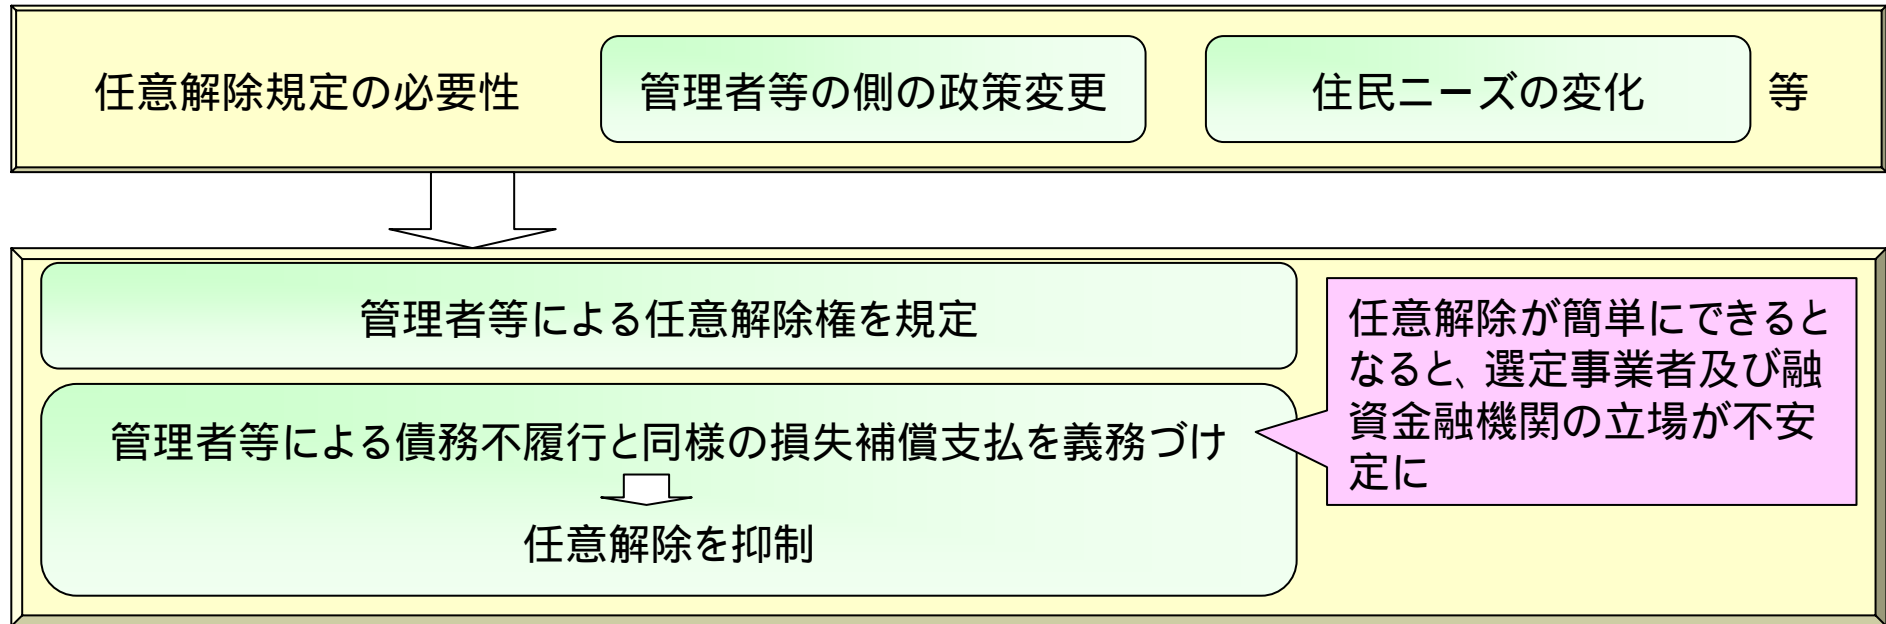 任意解除規定の必要性
管理者等の側の政策変更
住民ニーズの変化
等
管理者等による任意解除権を規定
管理者等による債務不履行と同様の損失補償支払を義務づけ
任意解除を抑制
任意解除が簡単にできると
なると、選定事業者及び融
資金融機関の立場が不安
定に